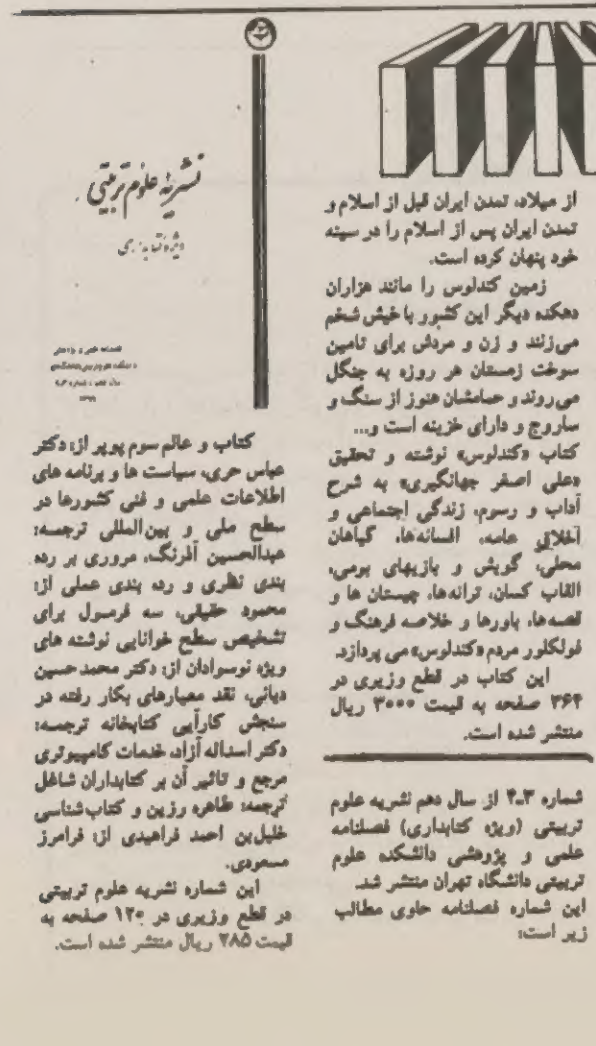 از میلاد، تمدن ایران قبل از اسلام و
تمدن ایران پس از اسلام را در سینه
خود پنهان کرده است.
زمین کندلوس را مانند هزاران
دهکده دیگر این کشور با خیش شخم
می‌زنند و زن و مردش برای تامین
سوخت زمستان هر روزه به جنگل
می‌روند و حمامشان هنوز از سنگ و
ساروج و دارای خزینه است و...
کتاب «کندلوس» نوشته و تحقیق
«علی اصغر جهانگیری» به شرح
آداب و رسوم، زندگی اجتماعی و
اخلاقی عامه، افسانه‌ها، گیاهان
محلی، گویش و بازیهای بومی،
القاب کسان، ترانه‌ها، چیستان ها و
قصه‌ها، باورها و خلاصه فرهنگ و
فولکلور مردم «کندلوس» می پردازد.
این کتاب در قطع وزیری در
۳۶۴ صفحه به قیمت ۳۰۰۰ ریال
منتشر شده است.
شماره ۳ـ۴ از سال دهم نشریه علوم
تربیتی (ویژه کتابداری) فصلنامه
علمی و پژوهشی دانشکده علوم
تربیتی دانشگاه تهران منتشر شد.
این شماره فصلنامه حاوی مطالب
زیر است:
نشریه علوم تربیتی
ویژه کتابداری
کتاب و عالم سوم پوپر از: دکتر
عباس حری، سیاست ها و برنامه های
اطلاعات علمی و فنی کشورها در
سطح ملی و بین‌المللی ترجمه:
عبدالحسین آذرنگ، مروری بر رده
بندی نظری و رده بندی عملی از:
محمود حقیقی، سه فرمول برای
تشخیص سطح خوانایی نوشته های
ویژه نوسوادان از: دکتر محمد حسین
دیانی، نقد معیارهای بکار رفته در
سنجش کارآیی کتابخانه ترجمه:
دکتر اسداله آزاد، خدمات کامپیوتری
مرجع و تاثیر آن بر کتابداران شاغل
ترجمه: طاهره رزین و کتاب‌شناسی
خلیل‌بن احمد فراهیدی از: فرامرز
مسعودی.
این شماره نشریه علوم تربیتی
در قطع وزیری در ۱۲۰ صفحه به
قیمت ۲۸۵ ریال منتشر شده است.